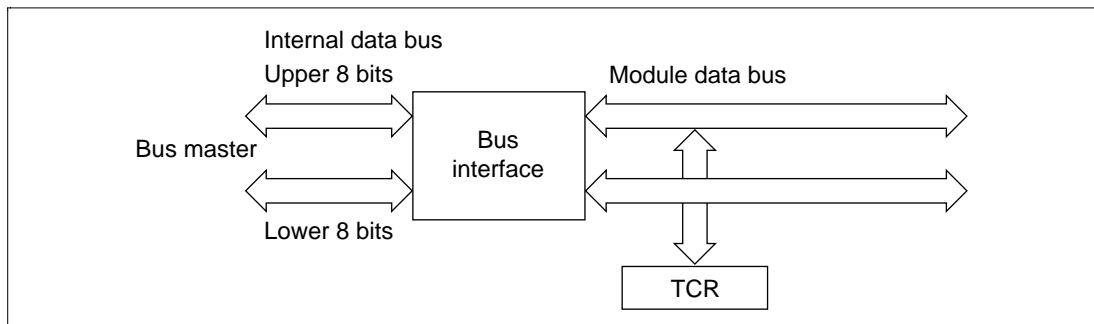 Internal data bus
Upper 8 bits
Module data bus
Bus master
Bus
interface
Lower 8 bits
TCR